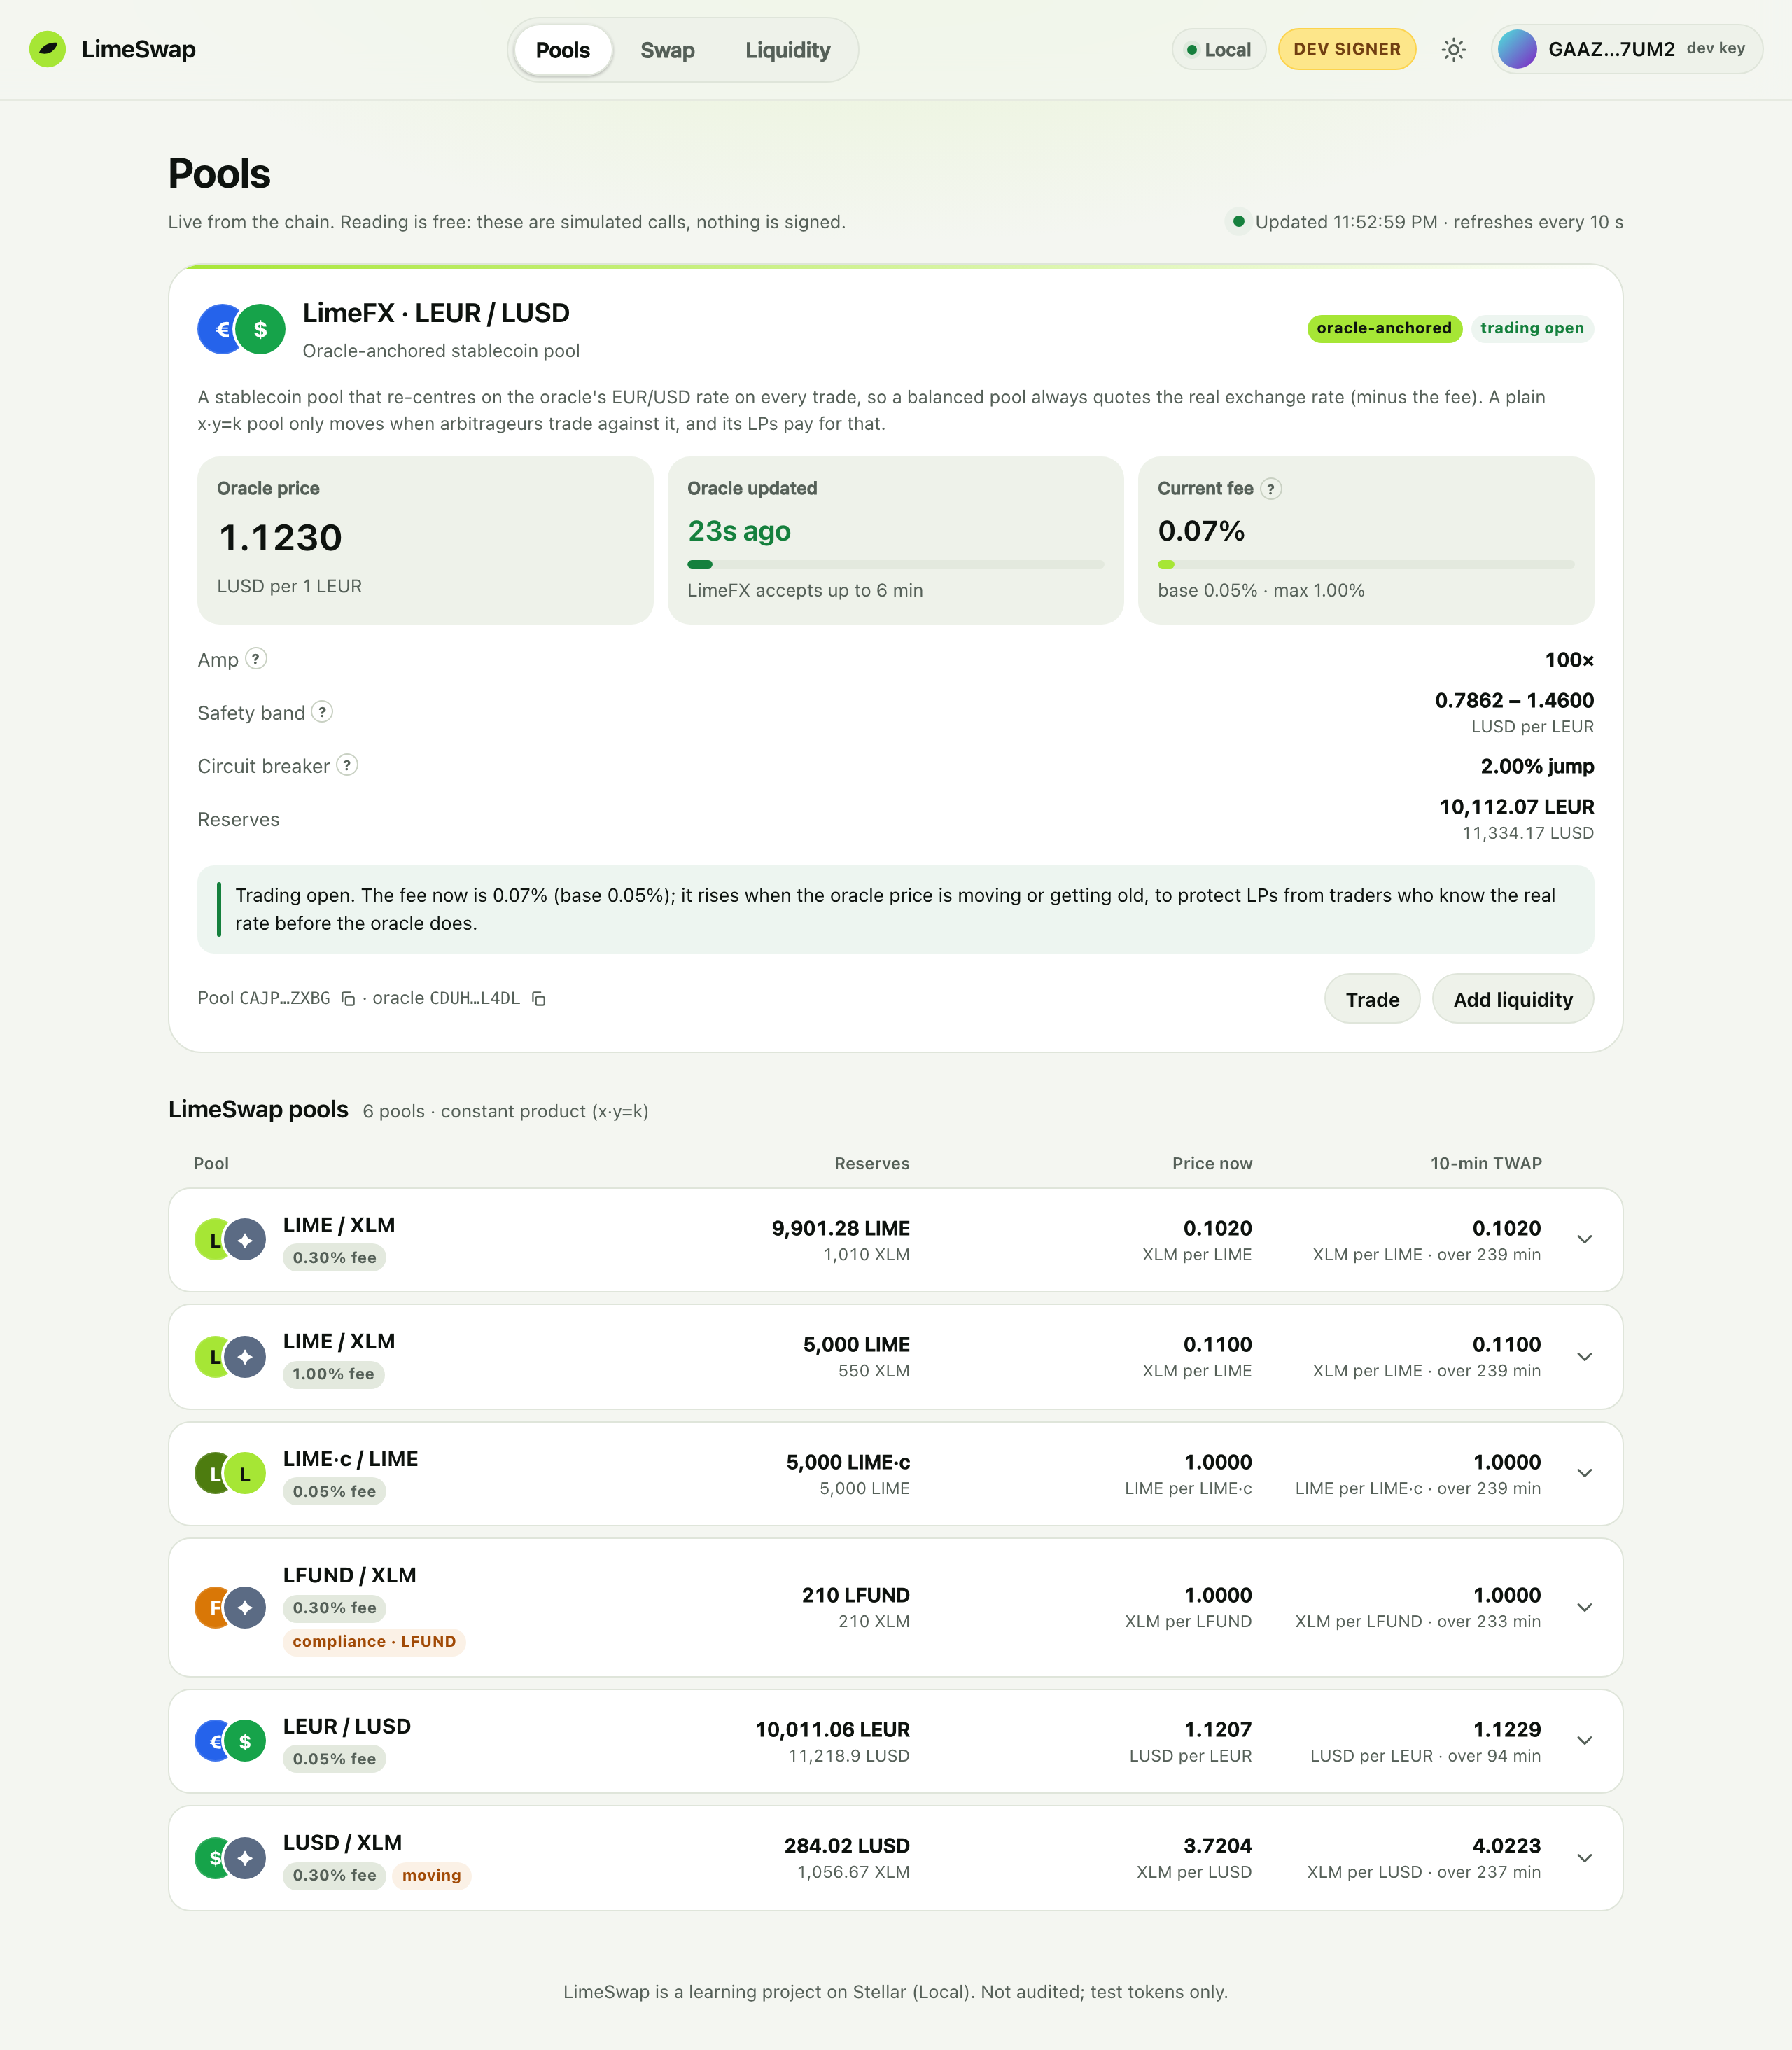 LimeSwap
Pools
Swap
Liquidity
Local
DEV SIGNER
GAAZ...7UM2 dev key
Pools
Live from the chain. Reading is free: these are simulated calls, nothing is signed.
Updated 11:52:59 PM · refreshes every 10 s
€ $
LimeFX · LEUR / LUSD
Oracle-anchored stablecoin pool
oracle-anchored
trading open
A stablecoin pool that re-centres on the oracle's EUR/USD rate on every trade, so a balanced pool always quotes the real exchange rate (minus the fee). A plain
x·y=k pool only moves when arbitrageurs trade against it, and its LPs pay for that.
Oracle price
1.1230
LUSD per 1 LEUR
Oracle updated
23s ago
LimeFX accepts up to 6 min
Current fee ?
0.07%
base 0.05% · max 1.00%
Amp ?
100×
Safety band ?
0.7862 – 1.4600
LUSD per LEUR
Circuit breaker ?
2.00% jump
Reserves
10,112.07 LEUR
11,334.17 LUSD
Trading open. The fee now is 0.07% (base 0.05%); it rises when the oracle price is moving or getting old, to protect LPs from traders who know the real
rate before the oracle does.
Pool CAJP…ZXBG · oracle CDUH…L4DL
Trade
Add liquidity
LimeSwap pools 6 pools · constant product (x·y=k)
Pool
Reserves
Price now
10-min TWAP
L
LIME / XLM
0.30% fee
9,901.28 LIME
1,010 XLM
0.1020
XLM per LIME
0.1020
XLM per LIME · over 239 min
L
LIME / XLM
1.00% fee
5,000 LIME
550 XLM
0.1100
XLM per LIME
0.1100
XLM per LIME · over 239 min
L L
LIME·c / LIME
0.05% fee
5,000 LIME·c
5,000 LIME
1.0000
LIME per LIME·c
1.0000
LIME per LIME·c · over 239 min
F
LFUND / XLM
0.30% fee
compliance · LFUND
210 LFUND
210 XLM
1.0000
XLM per LFUND
1.0000
XLM per LFUND · over 233 min
€ $
LEUR / LUSD
0.05% fee
10,011.06 LEUR
11,218.9 LUSD
1.1207
LUSD per LEUR
1.1229
LUSD per LEUR · over 94 min
$
LUSD / XLM
0.30% fee
moving
284.02 LUSD
1,056.67 XLM
3.7204
XLM per LUSD
4.0223
XLM per LUSD · over 237 min
LimeSwap is a learning project on Stellar (Local). Not audited; test tokens only.